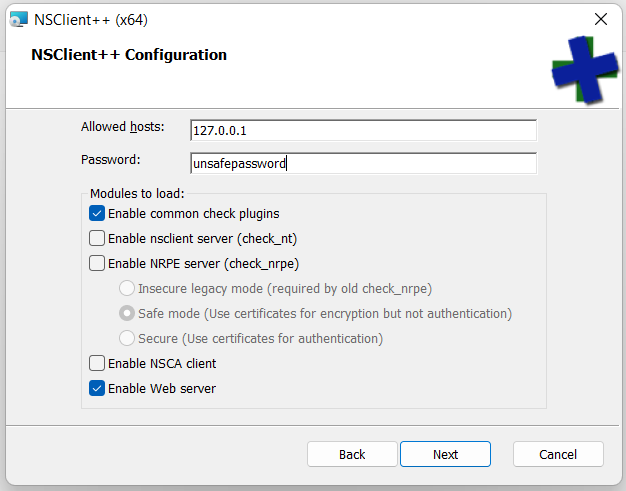 NSClient++ (x64)
NSClient++ Configuration
Allowed hosts: 127.0.0.1
Password: unsafepassword
Modules to load:
Enable common check plugins
Enable nsclient server (check_nt)
Enable NRPE server (check_nrpe)
Insecure legacy mode (required by old check_nrpe)
Safe mode (Use certificates for encryption but not authentication)
Secure (Use certificates for authentication)
Enable NSCA client
Enable Web server
Back Next Cancel